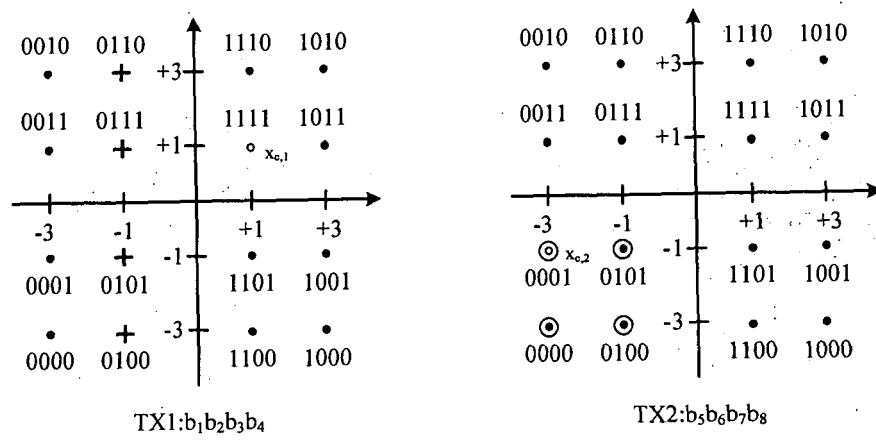 0010 0110 1110 1010 0010 0110 1110 1010
+3 +3
0011 0111 1111 1011 0011 0111 1111 1011
+1 x_c,1 +1
-3 -1 +1 +3 -3 -1 +1 +3
-1 x_c,2 -1
0001 0101 1101 1001 0001 0101 1101 1001
-3 -3
0000 0100 1100 1000 0000 0100 1100 1000
TX1:b₁b₂b₃b₄ TX2:b₅b₆b₇b₈